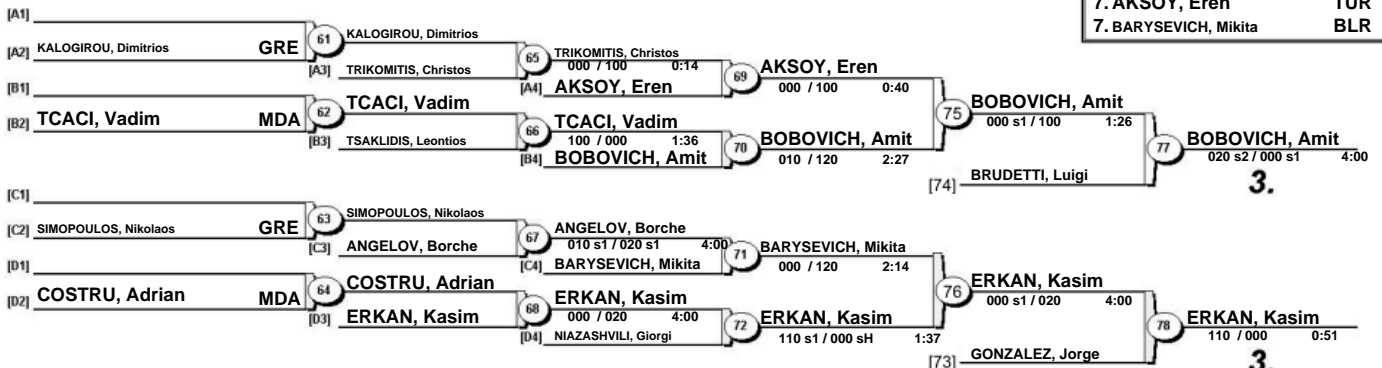 7. AKSOY, Eren TUR
7. BARYSEVICH, Mikita BLR
[A1]
[A2] KALOGIROU, Dimitrios GRE
61 KALOGIROU, Dimitrios
[A3] TRIKOMITIS, Christos
65 TRIKOMITIS, Christos
000 / 100 0:14
[A4] AKSOY, Eren
69 AKSOY, Eren
000 / 100 0:40
[B1]
[B2] TCACI, Vadim MDA
62 TCACI, Vadim
[B3] TSAKLIDIS, Leontios
66 TCACI, Vadim
100 / 000 1:36
[B4] BOBOVICH, Amit
70 BOBOVICH, Amit
010 / 120 2:27
75 BOBOVICH, Amit
000 s1 / 100 1:26
[74] BRUDETTI, Luigi
77 BOBOVICH, Amit
020 s2 / 000 s1 4:00
3.
[C1]
[C2] SIMOPOULOS, Nikolaos GRE
63 SIMOPOULOS, Nikolaos
[C3] ANGELOV, Borche
67 ANGELOV, Borche
010 s1 / 020 s1 4:00
[C4] BARYSEVICH, Mikita
71 BARYSEVICH, Mikita
000 / 120 2:14
[D1]
[D2] COSTRU, Adrian MDA
64 COSTRU, Adrian
[D3] ERKAN, Kasim
68 ERKAN, Kasim
000 / 020 4:00
[D4] NIAZASHVILI, Giorgi
72 ERKAN, Kasim
110 s1 / 000 sH 1:37
76 ERKAN, Kasim
000 s1 / 020 4:00
[73] GONZALEZ, Jorge
78 ERKAN, Kasim
110 / 000 0:51
3.